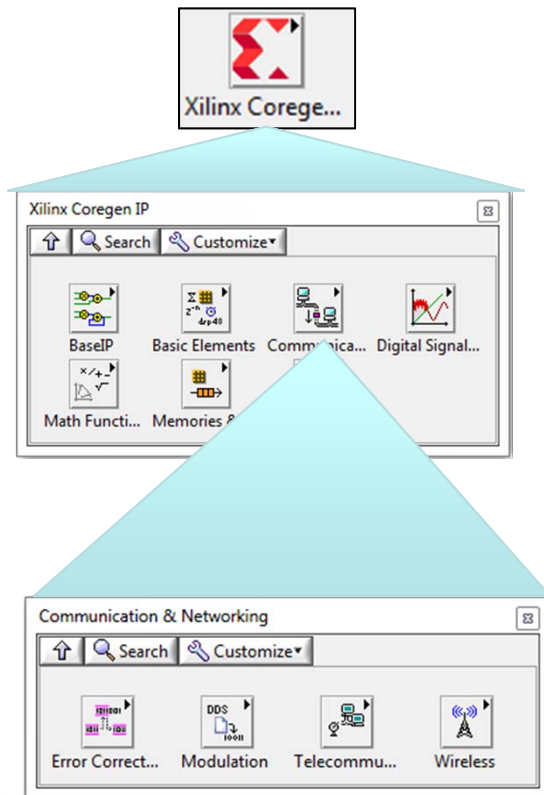 Xilinx Corege...
Xilinx Coregen IP
Search Customize
BaseIP Basic Elements Communica... Digital Signal...
Math Functi... Memories &
Communication & Networking
Search Customize
DDS
Error Correct... Modulation Telecommu... Wireless